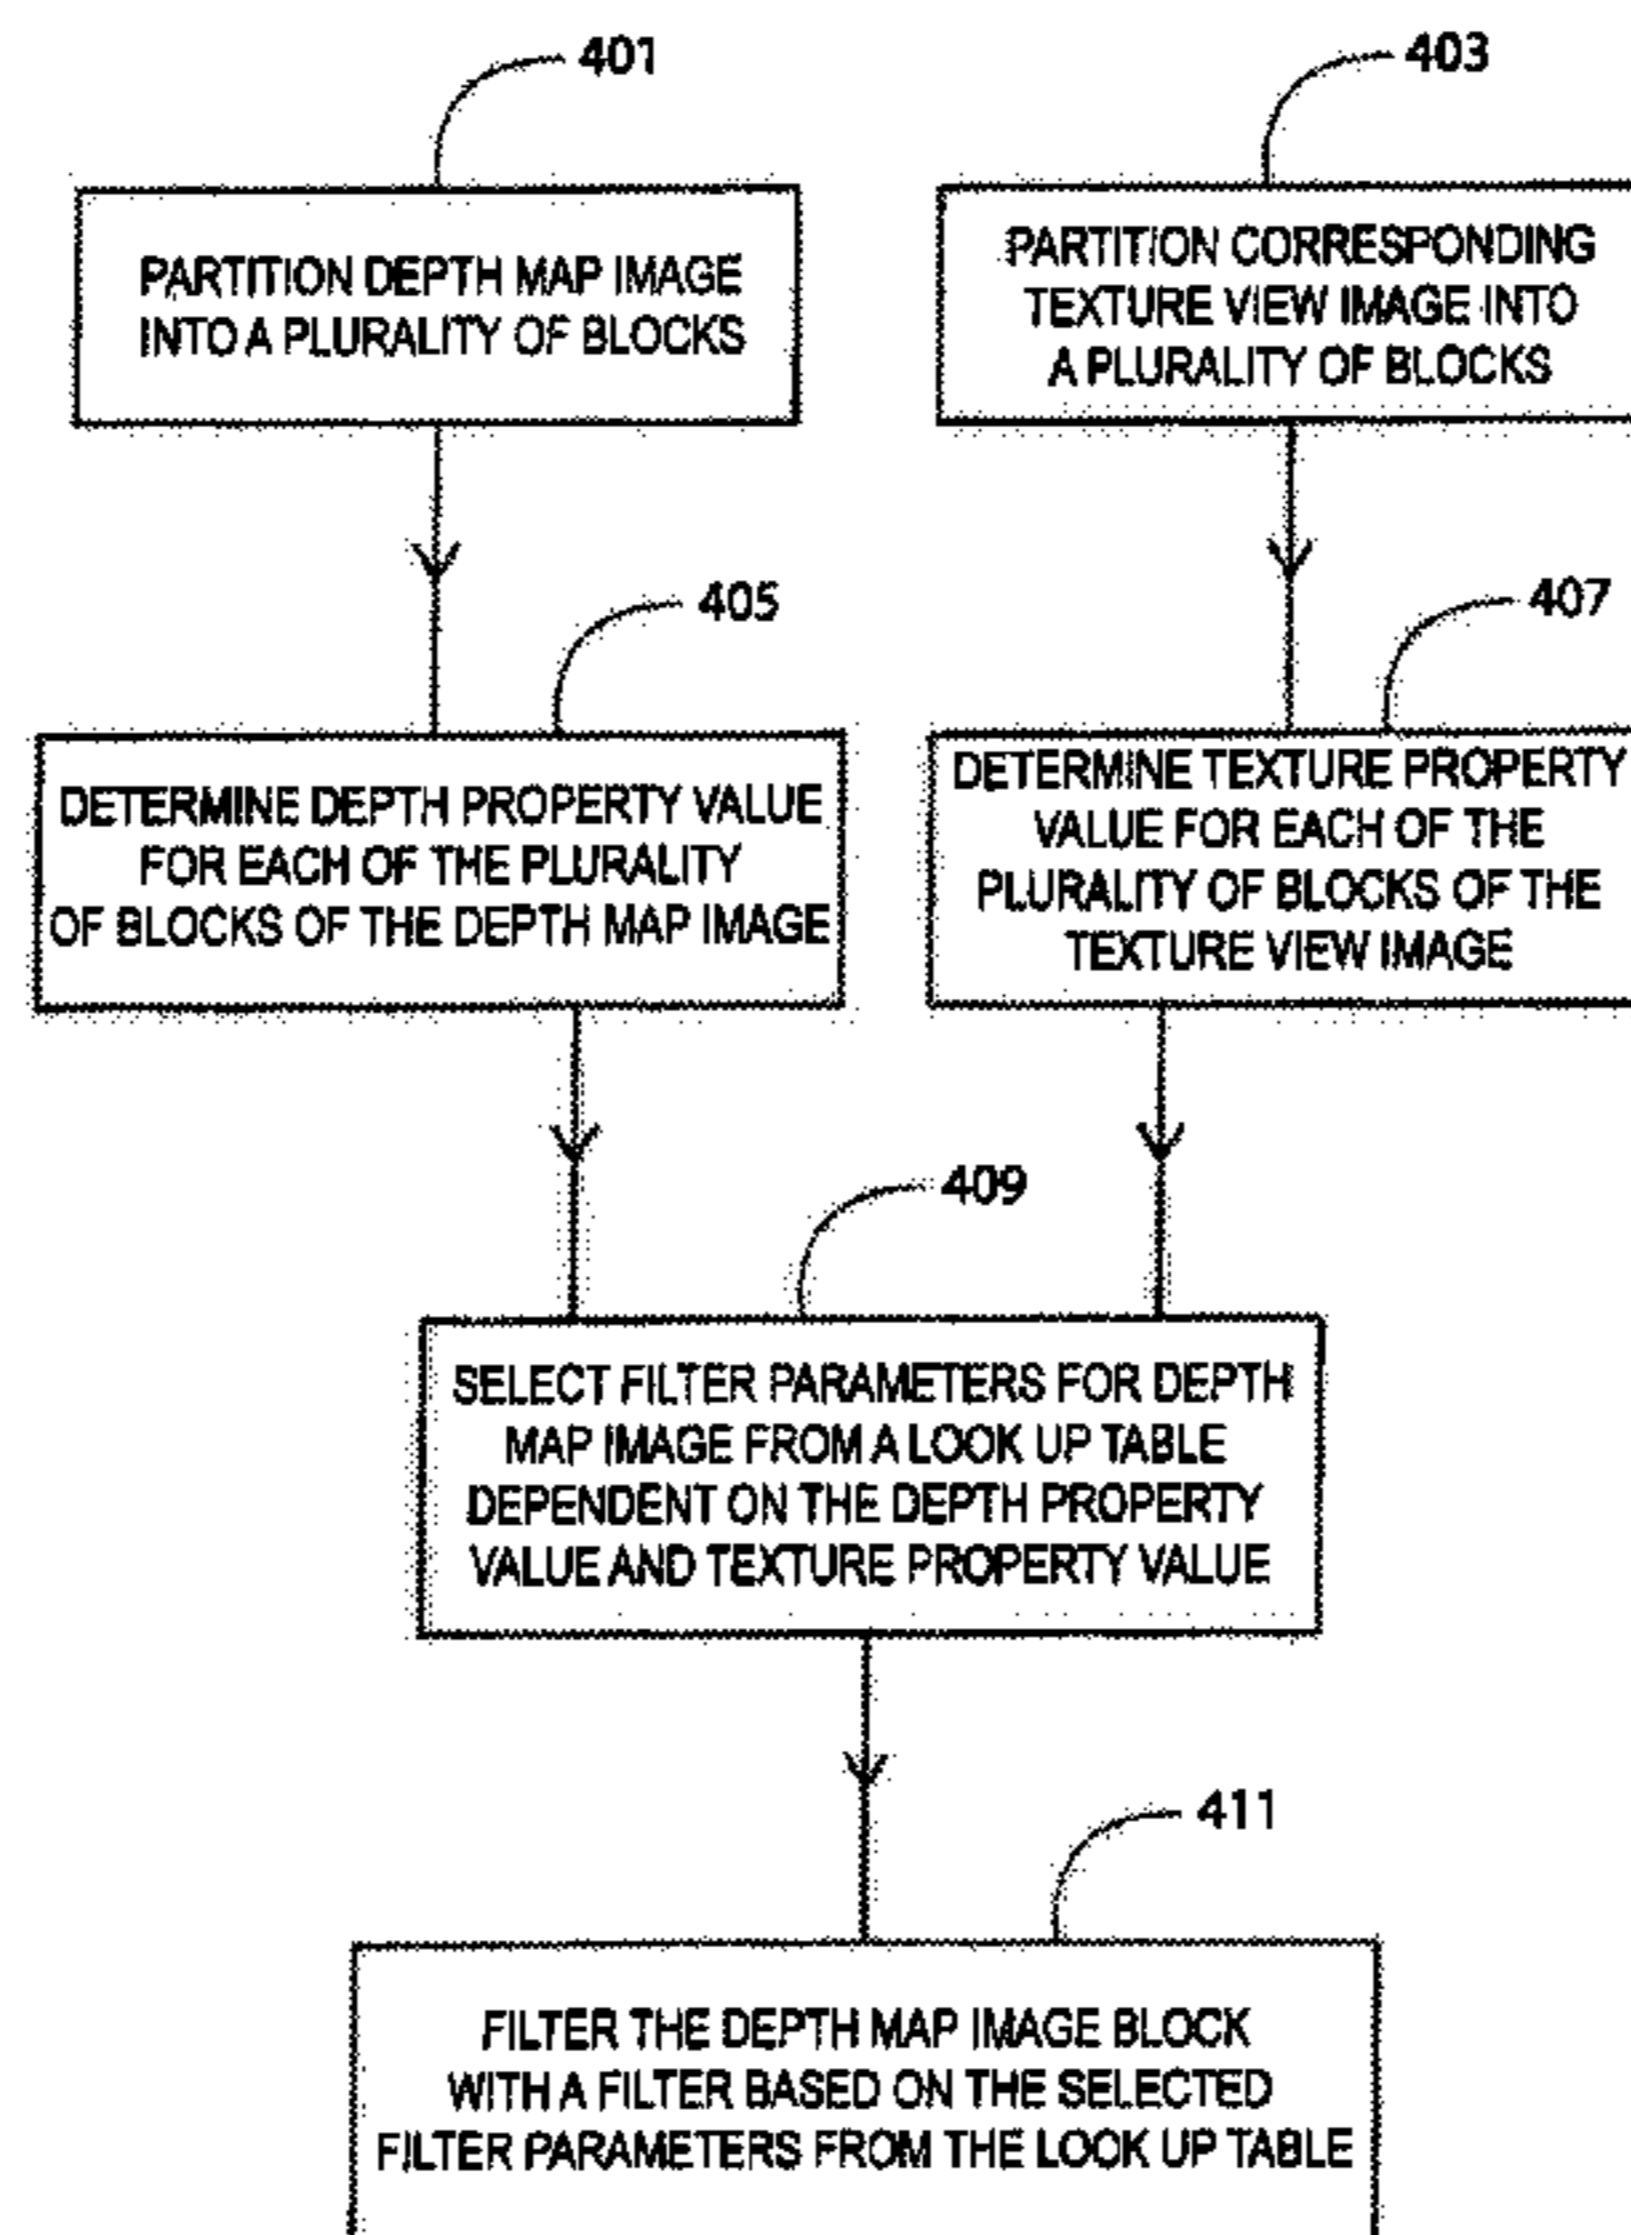 401
403
PARTITION DEPTH MAP IMAGE
INTO A PLURALITY OF BLOCKS
PARTITION CORRESPONDING
TEXTURE VIEW IMAGE INTO
A PLURALITY OF BLOCKS
405
407
DETERMINE DEPTH PROPERTY VALUE
FOR EACH OF THE PLURALITY
OF BLOCKS OF THE DEPTH MAP IMAGE
DETERMINE TEXTURE PROPERTY
VALUE FOR EACH OF THE
PLURALITY OF BLOCKS OF THE
TEXTURE VIEW IMAGE
409
SELECT FILTER PARAMETERS FOR DEPTH
MAP IMAGE FROM A LOOK UP TABLE
DEPENDENT ON THE DEPTH PROPERTY
VALUE AND TEXTURE PROPERTY VALUE
411
FILTER THE DEPTH MAP IMAGE BLOCK
WITH A FILTER BASED ON THE SELECTED
FILTER PARAMETERS FROM THE LOOK UP TABLE